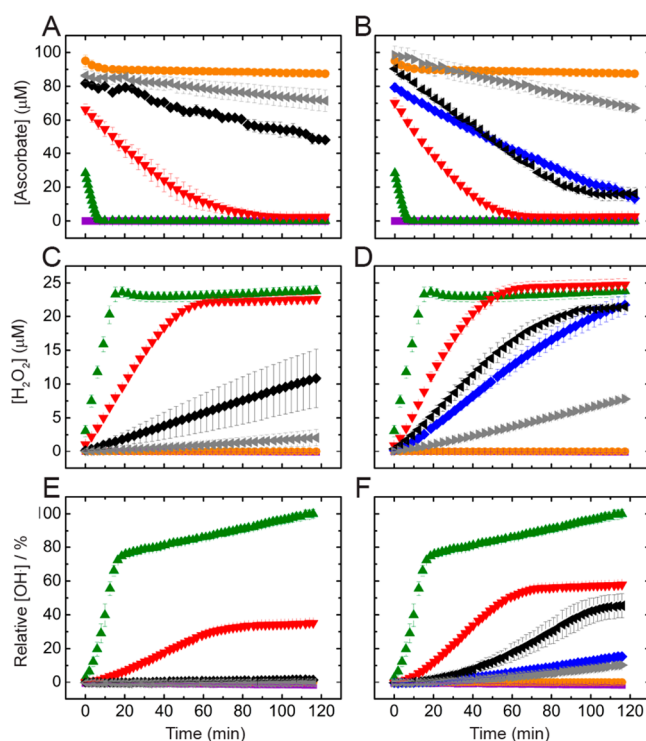 A
B
[Ascorbate] (µM)
100
80
60
40
20
0
C
D
[H₂O₂] (µM)
25
20
15
10
5
0
E
F
Relative [OH·] / %
100
80
60
40
20
0
0 20 40 60 80 100 120 0 20 40 60 80 100 120
Time (min) Time (min)